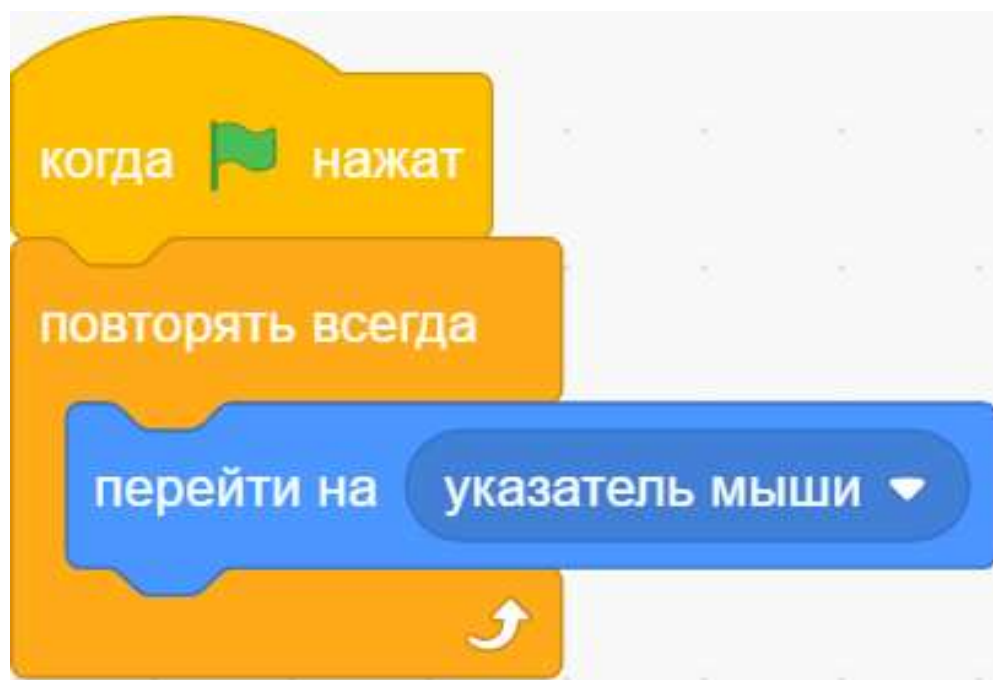 когда нажат
повторять всегда
перейти на указатель мыши